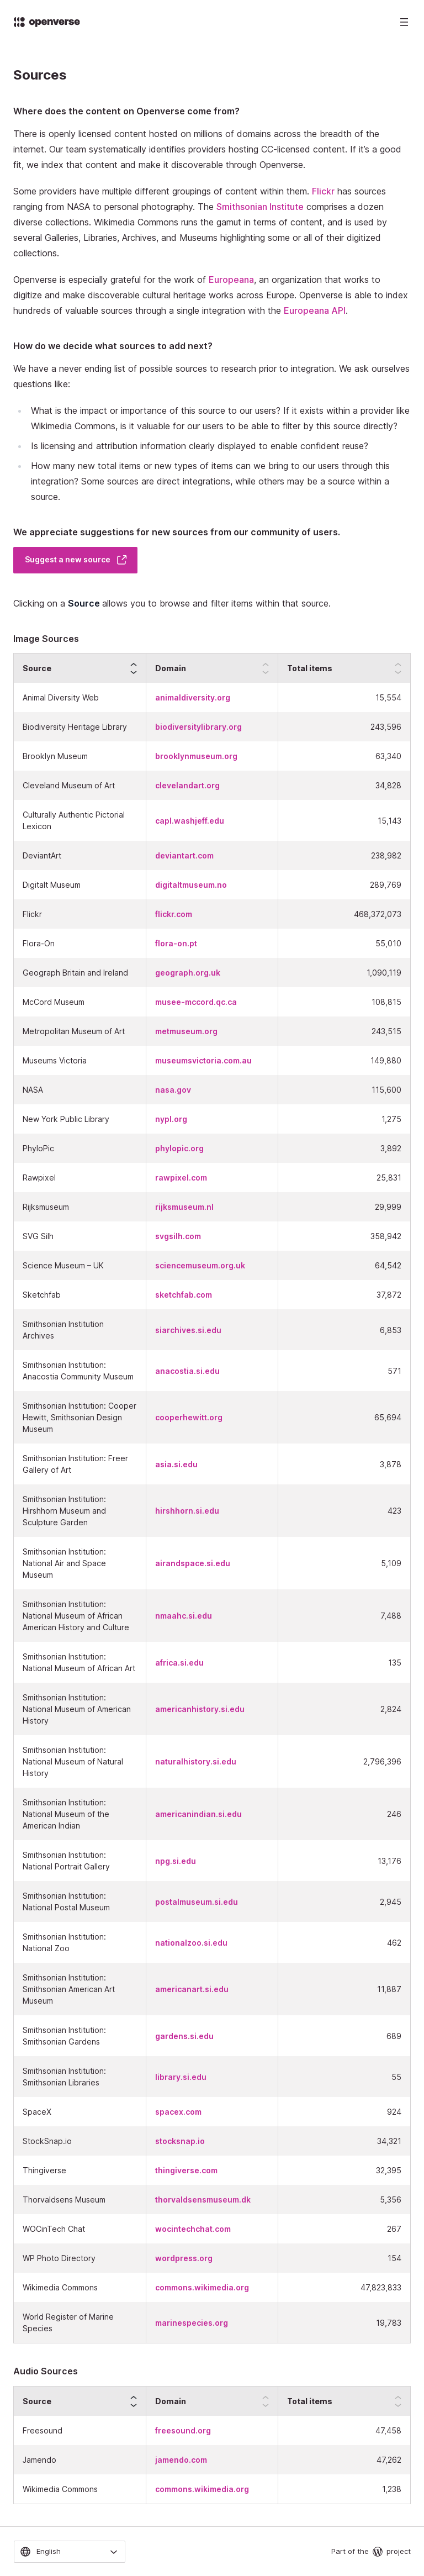 openverse
Sources
Where does the content on Openverse come from?
There is openly licensed content hosted on millions of domains across the breadth of the
internet. Our team systematically identifies providers hosting CC-licensed content. If it's a good
fit, we index that content and make it discoverable through Openverse.
Some providers have multiple different groupings of content within them. Flickr has sources
ranging from NASA to personal photography. The Smithsonian Institute comprises a dozen
diverse collections. Wikimedia Commons runs the gamut in terms of content, and is used by
several Galleries, Libraries, Archives, and Museums highlighting some or all of their digitized
collections.
Openverse is especially grateful for the work of Europeana, an organization that works to
digitize and make discoverable cultural heritage works across Europe. Openverse is able to index
hundreds of valuable sources through a single integration with the Europeana API.
How do we decide what sources to add next?
We have a never ending list of possible sources to research prior to integration. We ask ourselves
questions like:
What is the impact or importance of this source to our users? If it exists within a provider like
Wikimedia Commons, is it valuable for our users to be able to filter by this source directly?
Is licensing and attribution information clearly displayed to enable confident reuse?
How many new total items or new types of items can we bring to our users through this
integration? Some sources are direct integrations, while others may be a source within a
source.
We appreciate suggestions for new sources from our community of users.
Suggest a new source
Clicking on a Source allows you to browse and filter items within that source.
Image Sources
Source Domain Total items
Animal Diversity Web animaldiversity.org 15,554
Biodiversity Heritage Library biodiversitylibrary.org 243,596
Brooklyn Museum brooklynmuseum.org 63,340
Cleveland Museum of Art clevelandart.org 34,828
Culturally Authentic Pictorial
Lexicon capl.washjeff.edu 15,143
DeviantArt deviantart.com 238,982
Digitalt Museum digitaltmuseum.no 289,769
Flickr flickr.com 468,372,073
Flora-On flora-on.pt 55,010
Geograph Britain and Ireland geograph.org.uk 1,090,119
McCord Museum musee-mccord.qc.ca 108,815
Metropolitan Museum of Art metmuseum.org 243,515
Museums Victoria museumsvictoria.com.au 149,880
NASA nasa.gov 115,600
New York Public Library nypl.org 1,275
PhyloPic phylopic.org 3,892
Rawpixel rawpixel.com 25,831
Rijksmuseum rijksmuseum.nl 29,999
SVG Silh svgsilh.com 358,942
Science Museum – UK sciencemuseum.org.uk 64,542
Sketchfab sketchfab.com 37,872
Smithsonian Institution
Archives siarchives.si.edu 6,853
Smithsonian Institution:
Anacostia Community Museum anacostia.si.edu 571
Smithsonian Institution: Cooper
Hewitt, Smithsonian Design
Museum cooperhewitt.org 65,694
Smithsonian Institution: Freer
Gallery of Art asia.si.edu 3,878
Smithsonian Institution:
Hirshhorn Museum and
Sculpture Garden hirshhorn.si.edu 423
Smithsonian Institution:
National Air and Space
Museum airandspace.si.edu 5,109
Smithsonian Institution:
National Museum of African
American History and Culture nmaahc.si.edu 7,488
Smithsonian Institution:
National Museum of African Art africa.si.edu 135
Smithsonian Institution:
National Museum of American
History americanhistory.si.edu 2,824
Smithsonian Institution:
National Museum of Natural
History naturalhistory.si.edu 2,796,396
Smithsonian Institution:
National Museum of the
American Indian americanindian.si.edu 246
Smithsonian Institution:
National Portrait Gallery npg.si.edu 13,176
Smithsonian Institution:
National Postal Museum postalmuseum.si.edu 2,945
Smithsonian Institution:
National Zoo nationalzoo.si.edu 462
Smithsonian Institution:
Smithsonian American Art
Museum americanart.si.edu 11,887
Smithsonian Institution:
Smithsonian Gardens gardens.si.edu 689
Smithsonian Institution:
Smithsonian Libraries library.si.edu 55
SpaceX spacex.com 924
StockSnap.io stocksnap.io 34,321
Thingiverse thingiverse.com 32,395
Thorvaldsens Museum thorvaldsensmuseum.dk 5,356
WOCinTech Chat wocintechchat.com 267
WP Photo Directory wordpress.org 154
Wikimedia Commons commons.wikimedia.org 47,823,833
World Register of Marine
Species marinespecies.org 19,783
Audio Sources
Source Domain Total items
Freesound freesound.org 47,458
Jamendo jamendo.com 47,262
Wikimedia Commons commons.wikimedia.org 1,238
English Part of the project